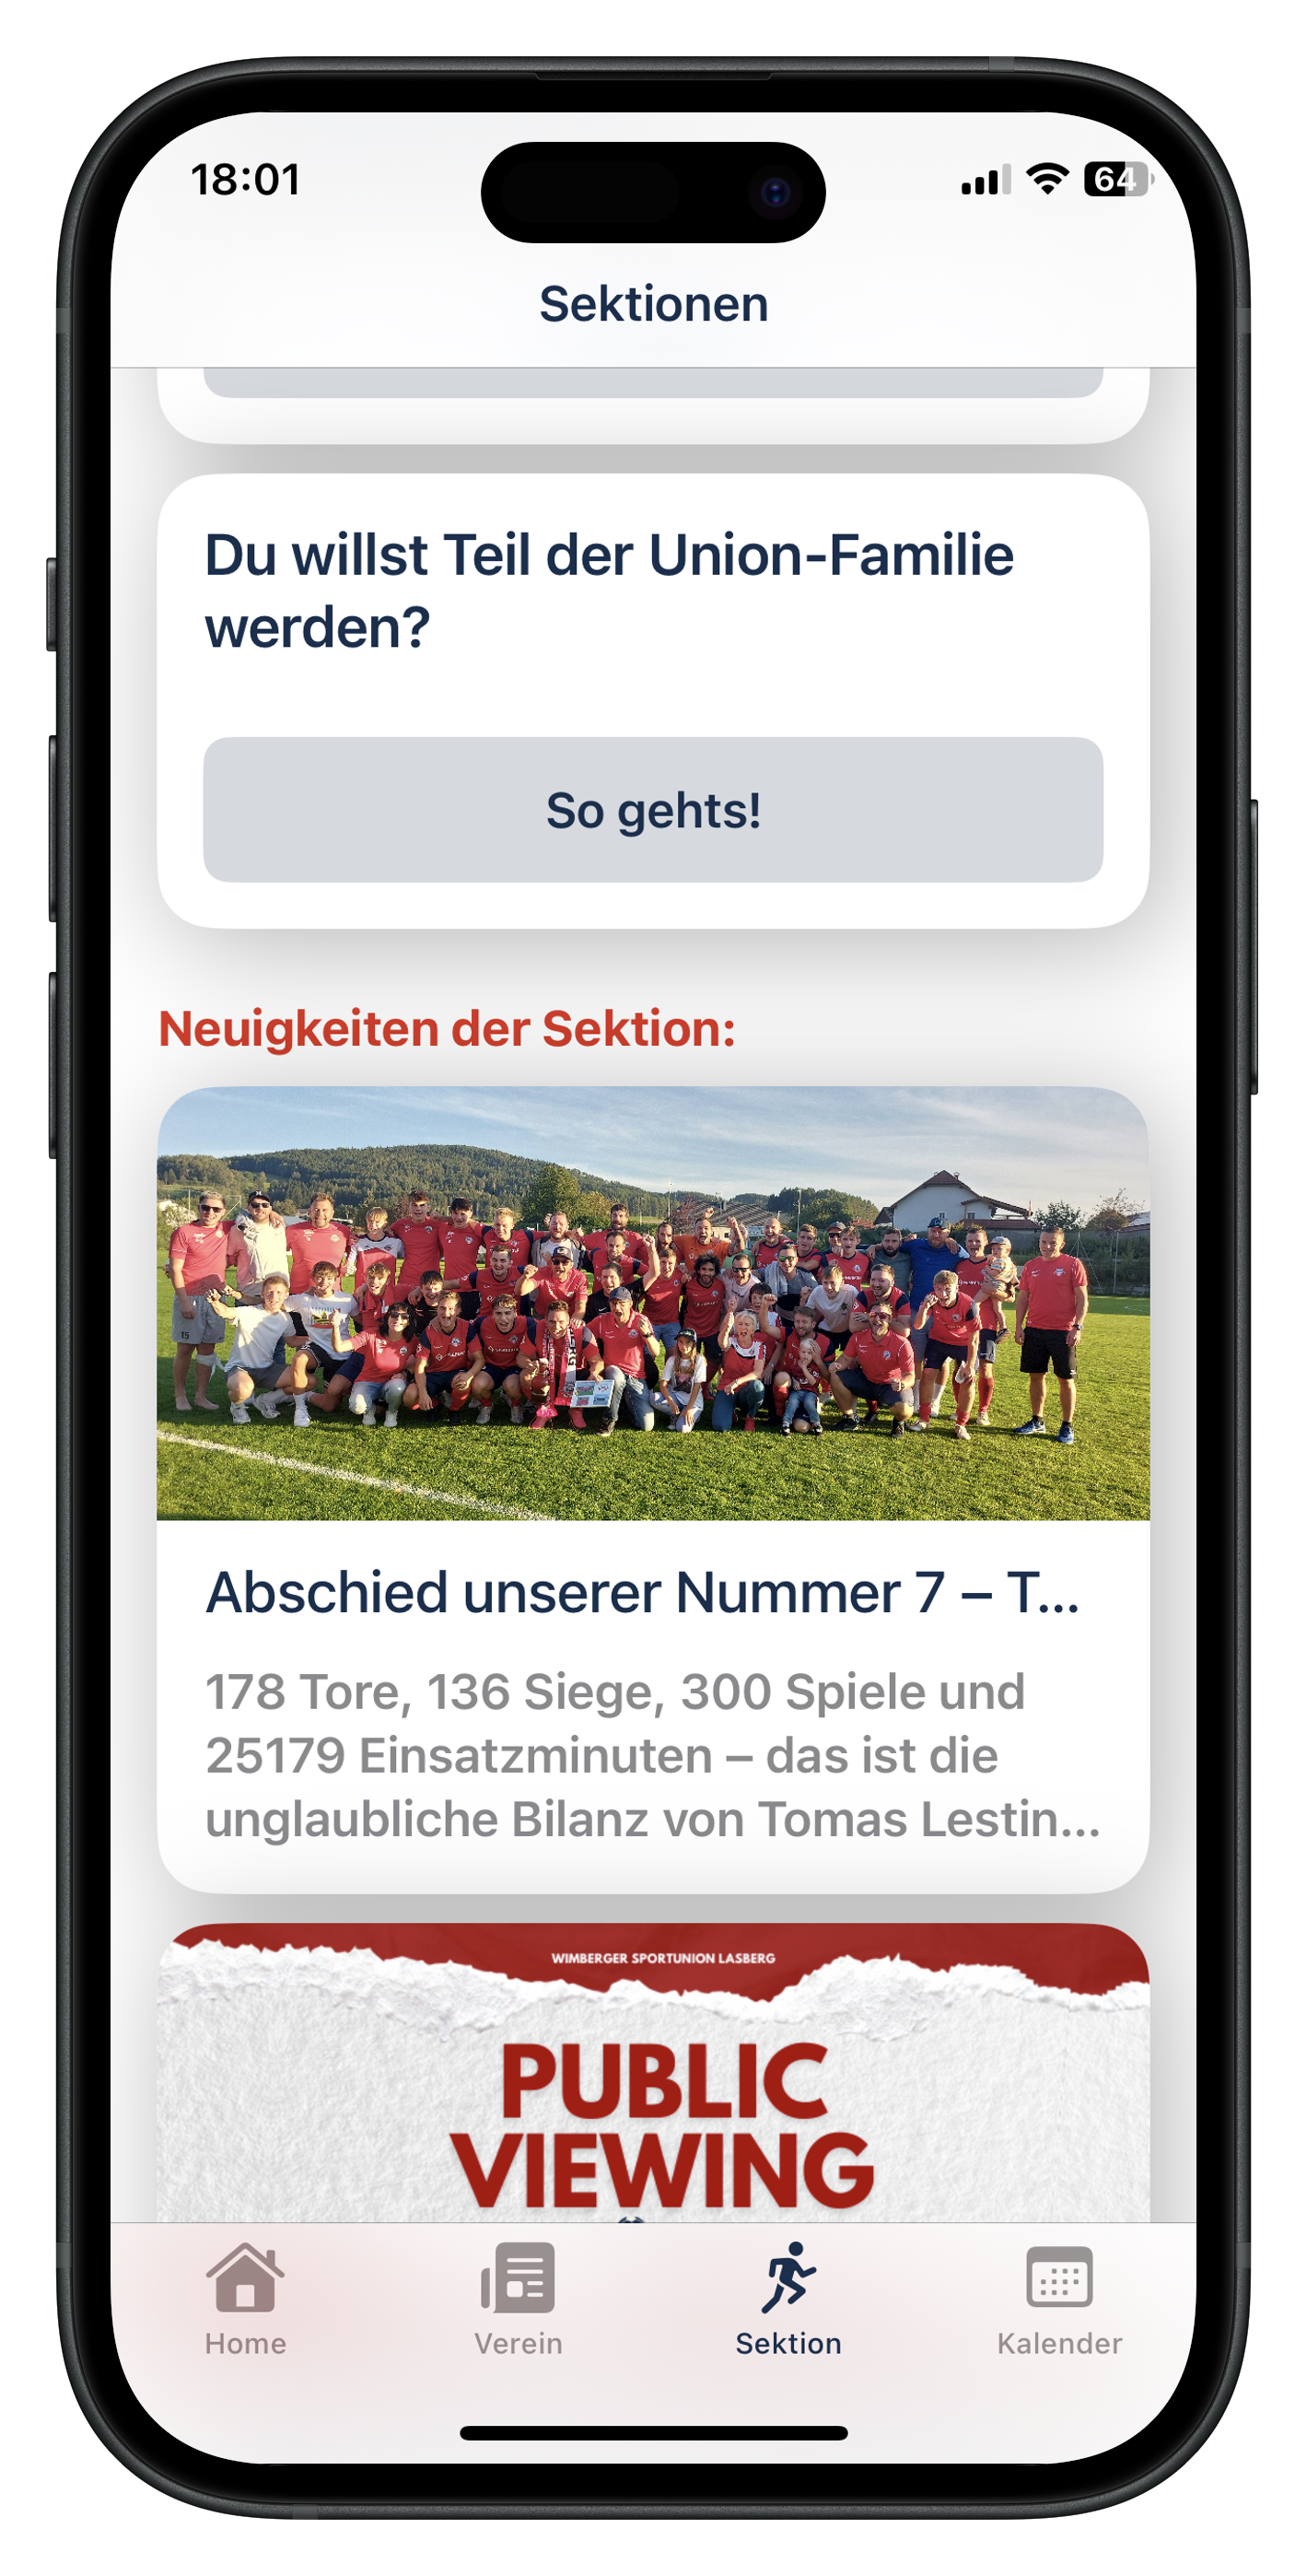 18:01
64
Sektionen
Du willst Teil der Union-Familie
werden?
So gehts!
Neuigkeiten der Sektion:
15
Abschied unserer Nummer 7 – T...
178 Tore, 136 Siege, 300 Spiele und
25179 Einsatzminuten – das ist die
unglaubliche Bilanz von Tomas Lestin...
WIMBERGER SPORTUNION LASBERG
PUBLIC
VIEWING
Home
Verein
Sektion
Kalender